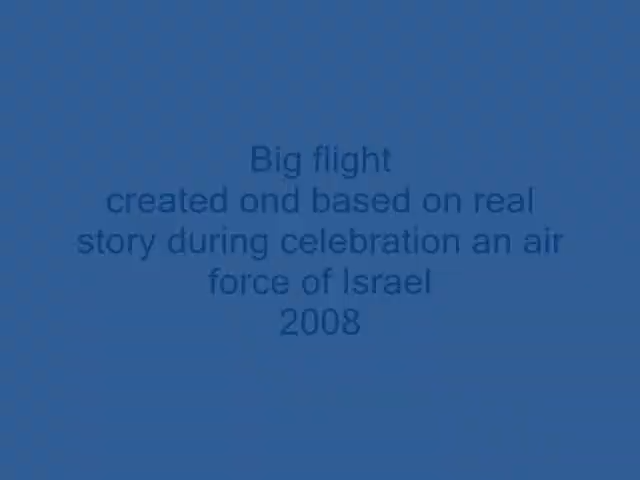 Big flight
created ond based on real
story during celebration an air
force of Israel
2008